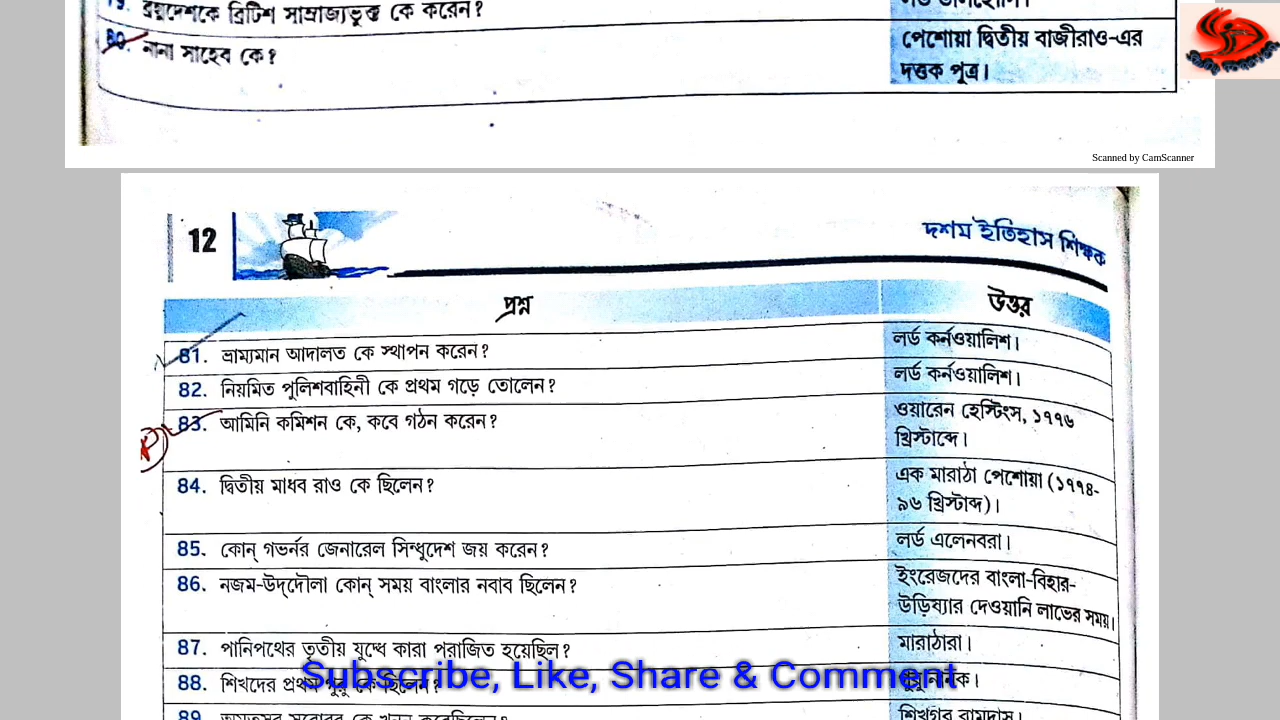 ব্রহ্মদেশকে ব্রিটিশ সাম্রাজ্যভুক্ত কে করেন?
80. নানা সাহেব কে?
পেশোয়া দ্বিতীয় বাজীরাও-এর
দত্তক পুত্র।
Scanned by CamScanner
12
দশম ইতিহাস শিক্ষক
প্রশ্ন
উত্তর
81. ভ্রাম্যমান আদালত কে স্থাপন করেন?
লর্ড কর্নওয়ালিশ।
82. নিয়মিত পুলিশবাহিনী কে প্রথম গড়ে তোলেন?
লর্ড কর্নওয়ালিশ।
83. আমিনি কমিশন কে, কবে গঠন করেন?
ওয়ারেন হেস্টিংস, ১৭৭৬
খ্রিস্টাব্দে।
84. দ্বিতীয় মাধব রাও কে ছিলেন?
এক মারাঠা পেশোয়া (১৭৭৪-
৯৬ খ্রিস্টাব্দ)।
85. কোন্ গভর্নর জেনারেল সিন্ধুদেশ জয় করেন?
লর্ড এলেনবরা।
86. নজম-উদ্‌দৌলা কোন্ সময় বাংলার নবাব ছিলেন?
ইংরেজদের বাংলা-বিহার-
উড়িষ্যার দেওয়ানি লাভের সময়।
87. পানিপথের তৃতীয় যুদ্ধে কারা পরাজিত হয়েছিল?
মারাঠারা।
88. শিখদের প্রথম গুরু কে ছিলেন?
গুরু নানক।
Subscribe, Like, Share & Comment
89.
শিখগুরু রামদাস।